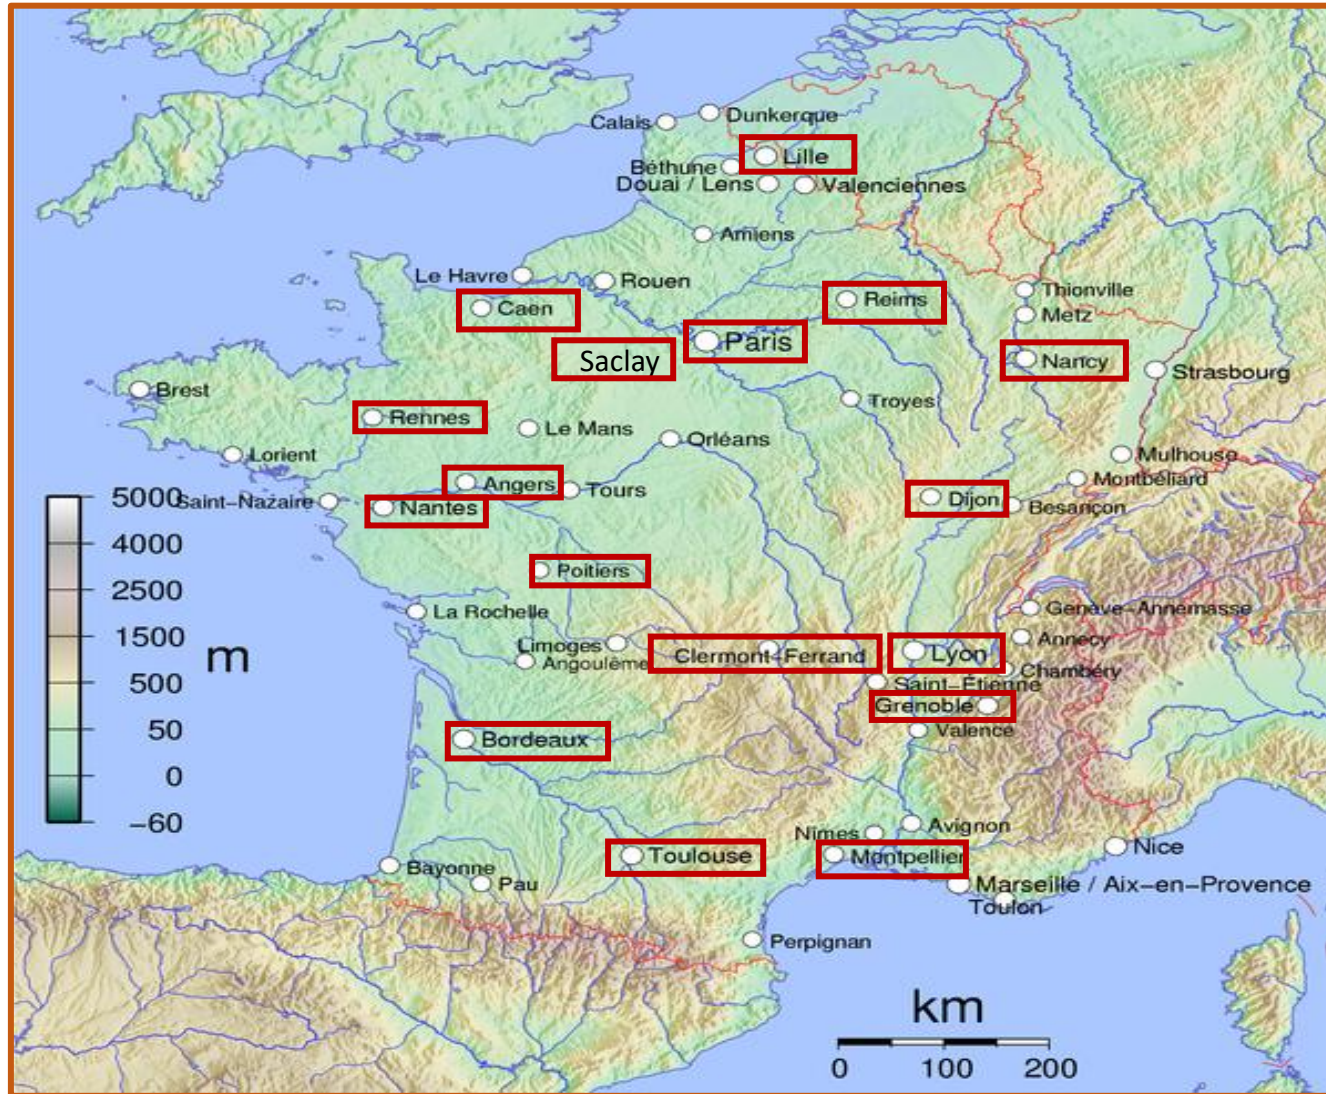 Dunkerque
Calais
Lille
Béthune
Douai / Lens
Valenciennes
Amiens
Le Havre
Rouen
Thionville
Caen
Reims
Metz
Paris
Saclay
Nancy
Strasbourg
Brest
Troyes
Rennes
Le Mans
Orléans
Lorient
Mulhouse
Montbéliard
Angers
Tours
Saint-Nazaire
Nantes
Dijon
Besançon
Poitiers
La Rochelle
Genève-Annemasse
Limoges
Annecy
Angoulême
Clermont-Ferrand
Lyon
Chambéry
Saint-Étienne
Grenoble
Valence
Bordeaux
Avignon
Nîmes
Toulouse
Montpellier
Nice
Bayonne
Pau
Marseille / Aix-en-Provence
Toulon
Perpignan
5000
4000
2500
1500
500
50
0
-60
m
km
0 100 200